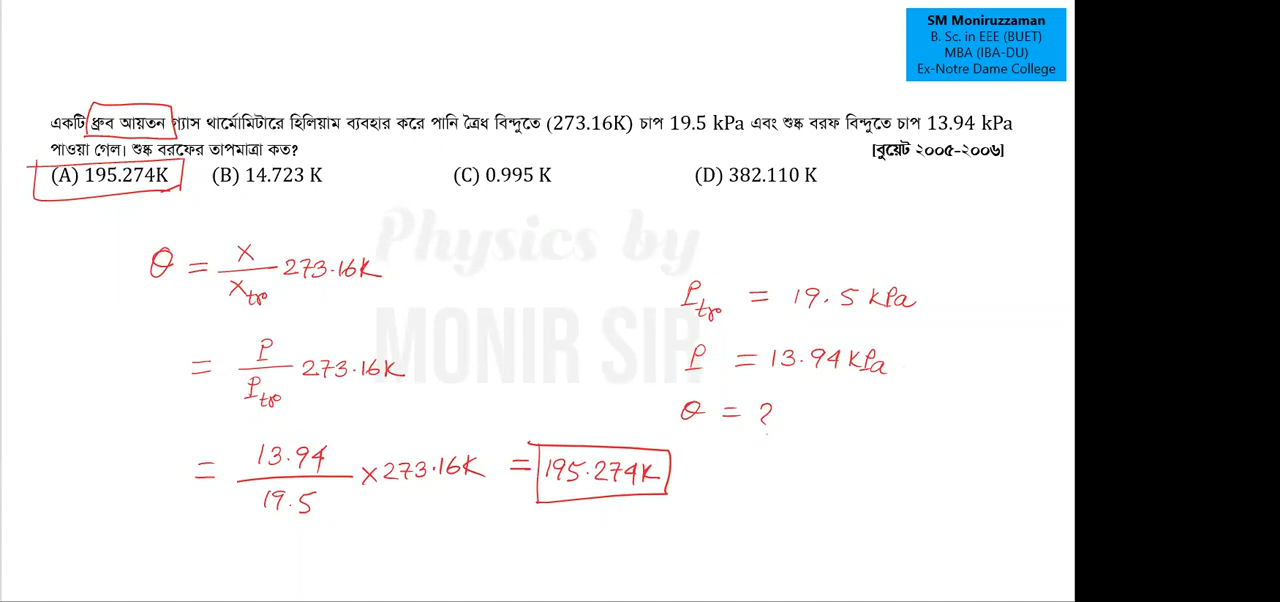 SM Moniruzzaman
B. Sc. in EEE (BUET)
MBA (IBA-DU)
Ex-Notre Dame College
একটি ধ্রুব আয়তন গ্যাস থার্মোমিটারে হিলিয়াম ব্যবহার করে পানি ত্রৈধ বিন্দুতে (273.16K) চাপ 19.5 kPa এবং শুষ্ক বরফ বিন্দুতে চাপ 13.94 kPa
পাওয়া গেল। শুষ্ক বরফের তাপমাত্রা কত? [বুয়েট ২০০৫-২০০৬]
(A) 195.274K (B) 14.723 K (C) 0.995 K (D) 382.110 K
Physics by
MONIR SIR
θ = X / X_tr 273.16K
P_tr = 19.5 kPa
= P / P_tr 273.16K
P = 13.94 kPa
θ = ?
= 13.94 / 19.5 × 273.16K = 195.274K